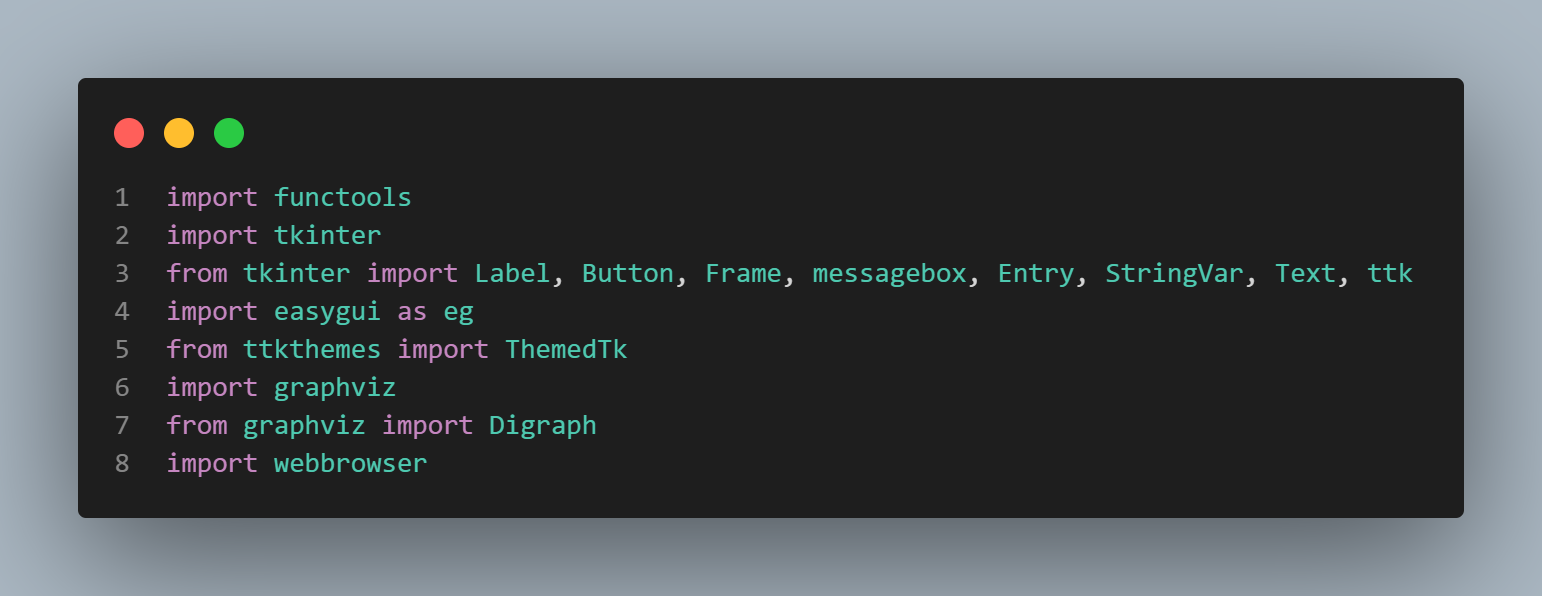 1 import functools
2 import tkinter
3 from tkinter import Label, Button, Frame, messagebox, Entry, StringVar, Text, ttk
4 import easygui as eg
5 from ttkthemes import ThemedTk
6 import graphviz
7 from graphviz import Digraph
8 import webbrowser